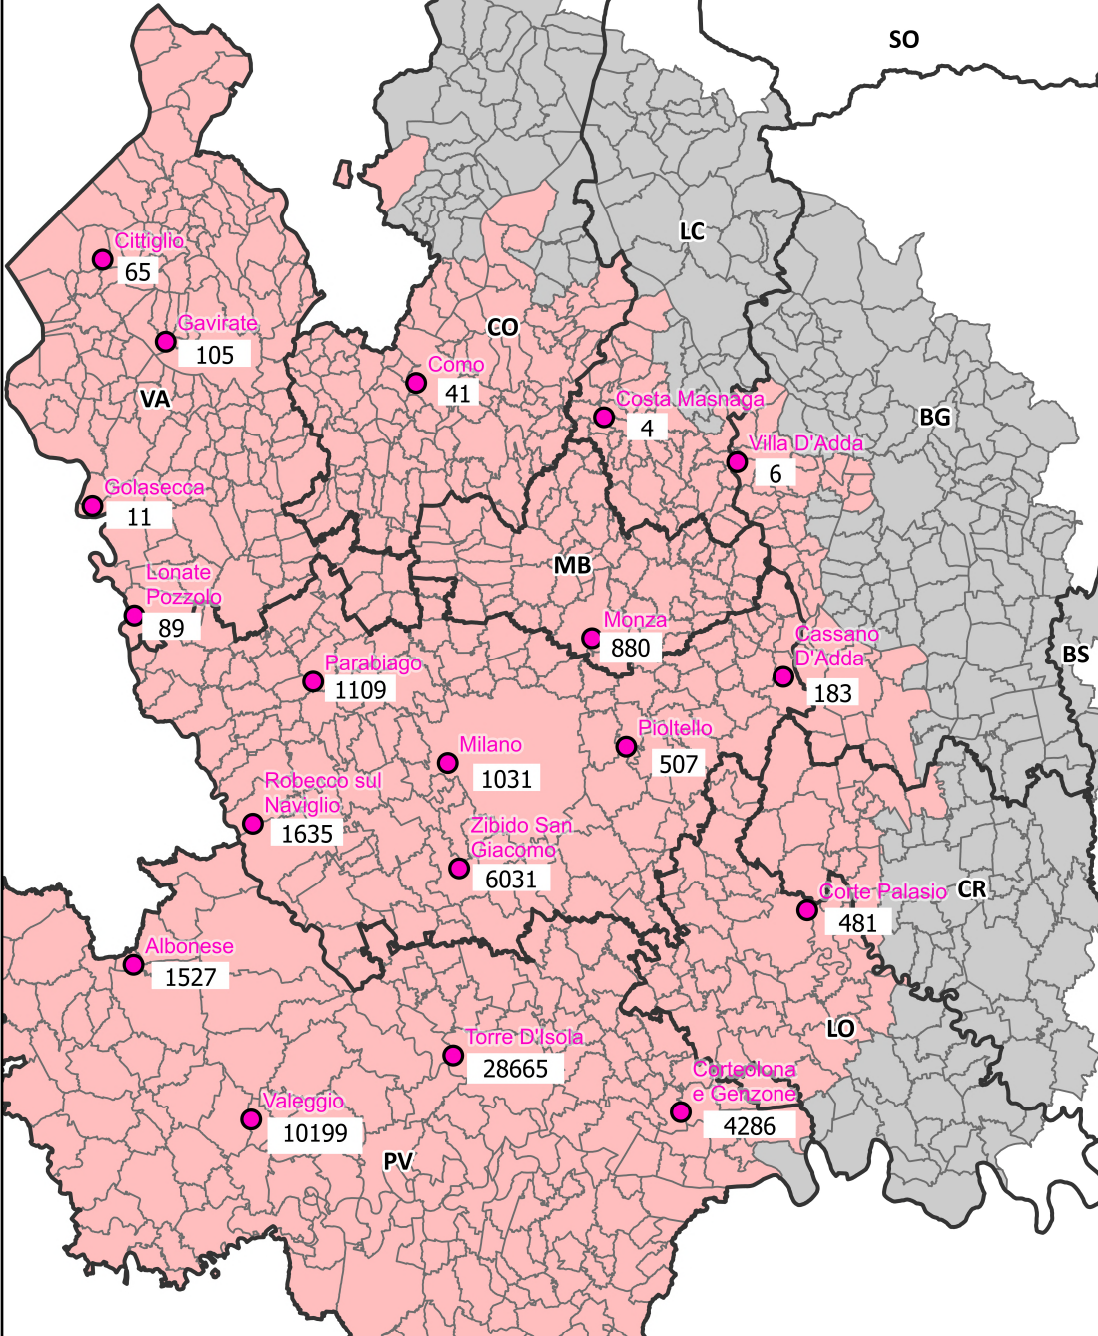 SO
LC
Cittiglio
65
Gavirate
105
CO
Como
41
VA
Costa Masnaga
4
BG
Villa D'Adda
6
Golasecca
11
MB
Lonate
Pozzolo
89
Monza
880
Cassano
D'Adda
183
BS
Parabiago
1109
Pioltello
507
Milano
1031
Robecco sul
Naviglio
1635
Zibido San
Giacomo
6031
Corte Palasio
481
CR
Albonese
1527
LO
Torre D'Isola
28665
Corteolona
e Genzone
4286
Valeggio
10199
PV